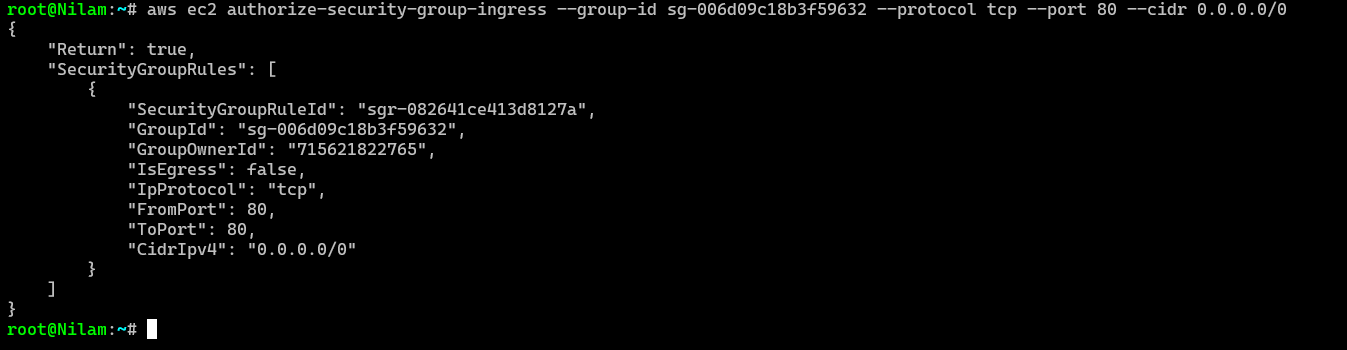 root@Nilam:~# aws ec2 authorize-security-group-ingress --group-id sg-006d09c18b3f59632 --protocol tcp --port 80 --cidr 0.0.0.0/0
{
    "Return": true,
    "SecurityGroupRules": [
        {
            "SecurityGroupRuleId": "sgr-082641ce413d8127a",
            "GroupId": "sg-006d09c18b3f59632",
            "GroupOwnerId": "715621822765",
            "IsEgress": false,
            "IpProtocol": "tcp",
            "FromPort": 80,
            "ToPort": 80,
            "CidrIpv4": "0.0.0.0/0"
        }
    ]
}
root@Nilam:~#